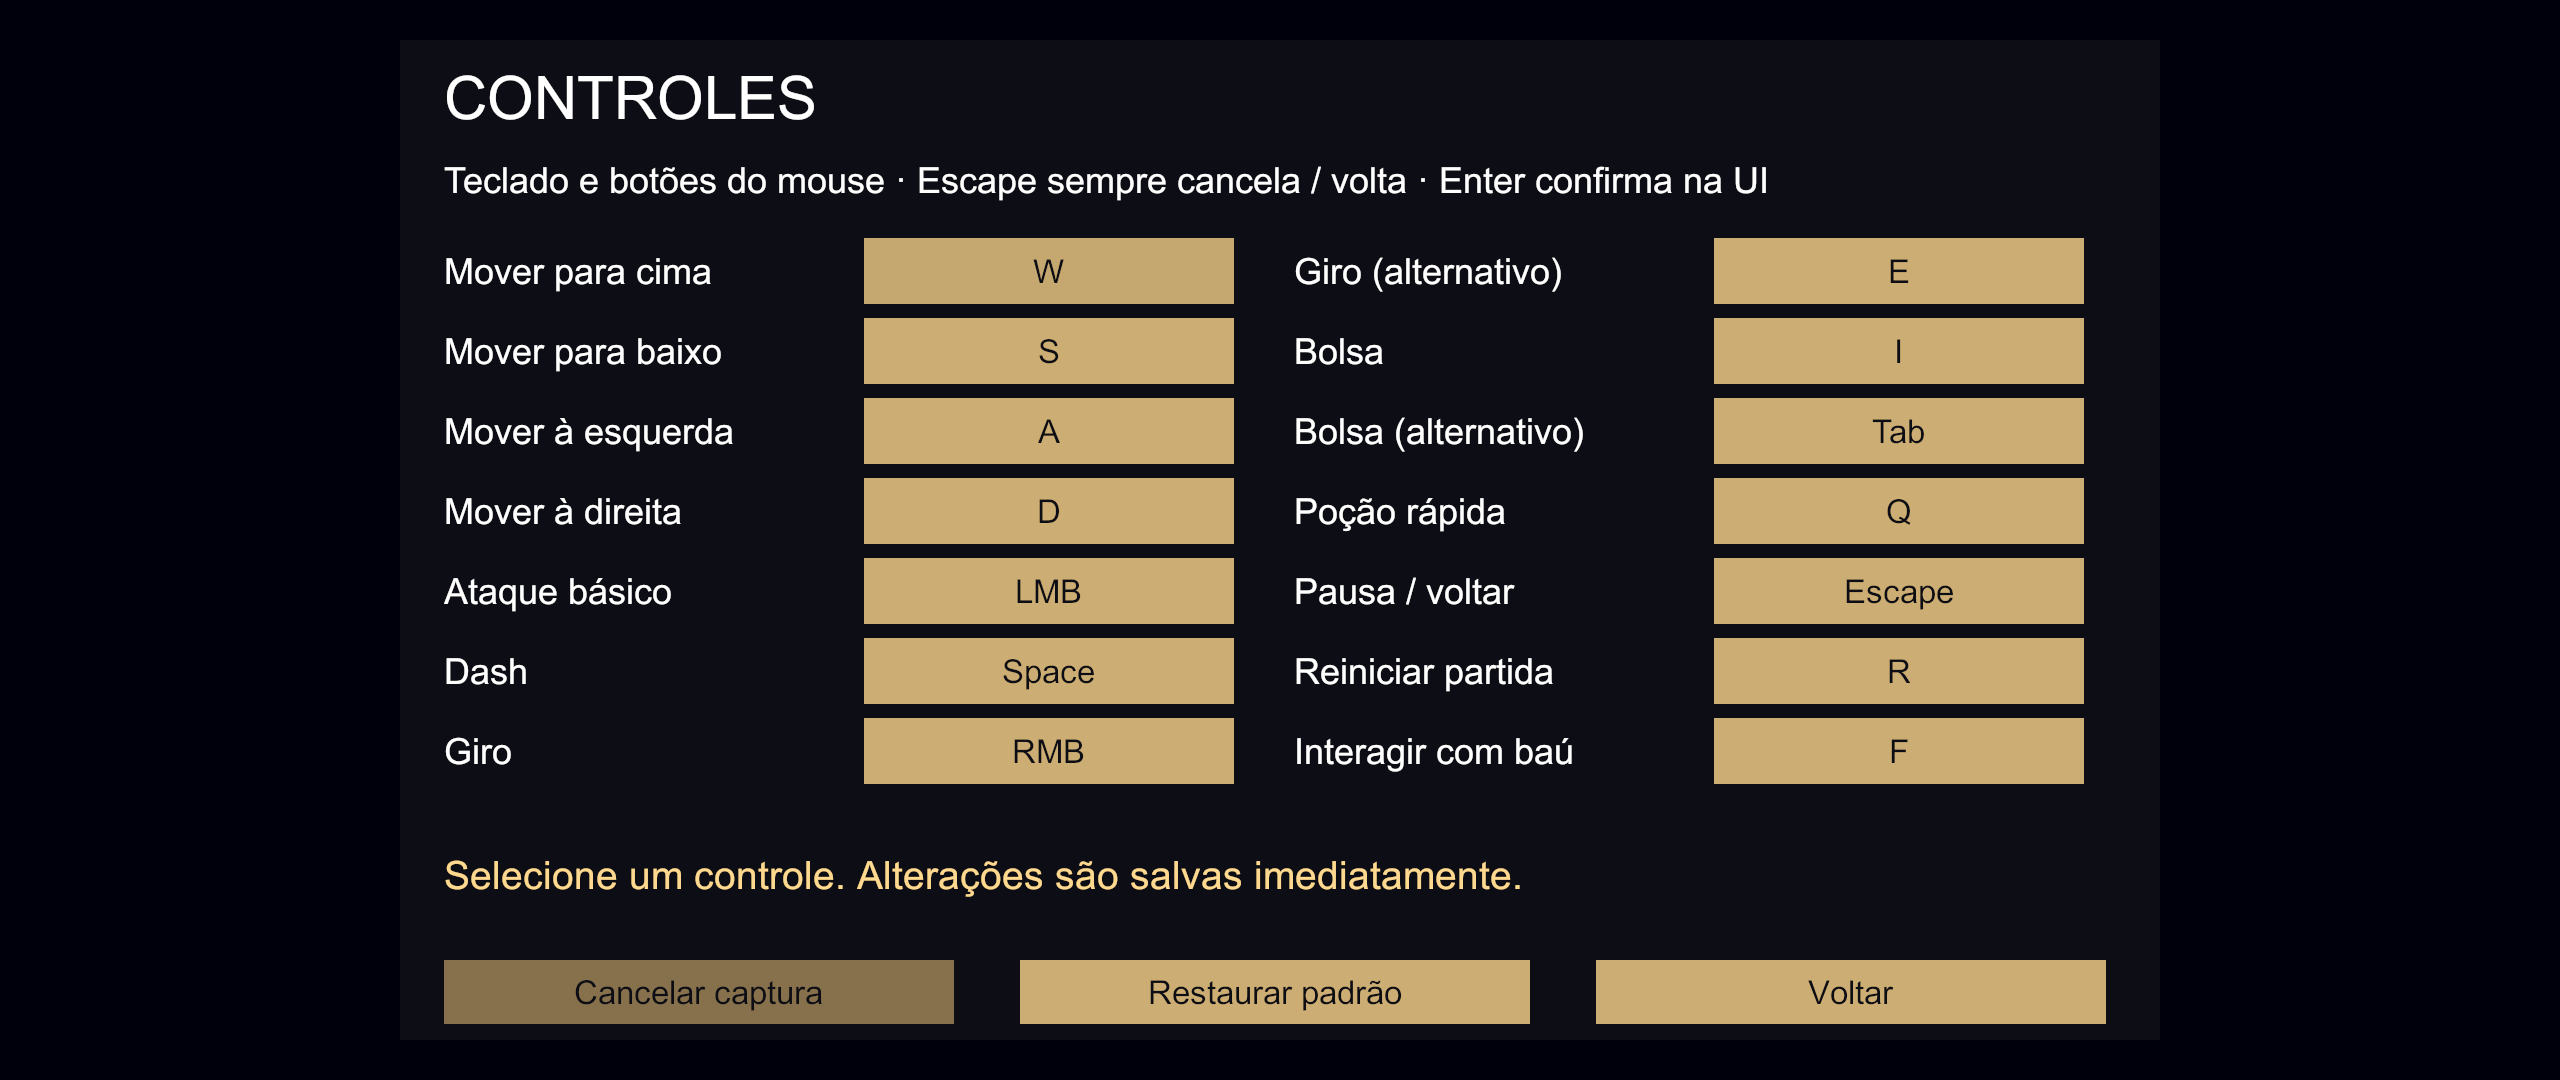 CONTROLES
Teclado e botões do mouse · Escape sempre cancela / volta · Enter confirma na UI
Mover para cima W
Mover para baixo S
Mover à esquerda A
Mover à direita D
Ataque básico LMB
Dash Space
Giro RMB
Giro (alternativo) E
Bolsa I
Bolsa (alternativo) Tab
Poção rápida Q
Pausa / voltar Escape
Reiniciar partida R
Interagir com baú F
Selecione um controle. Alterações são salvas imediatamente.
Cancelar captura Restaurar padrão Voltar